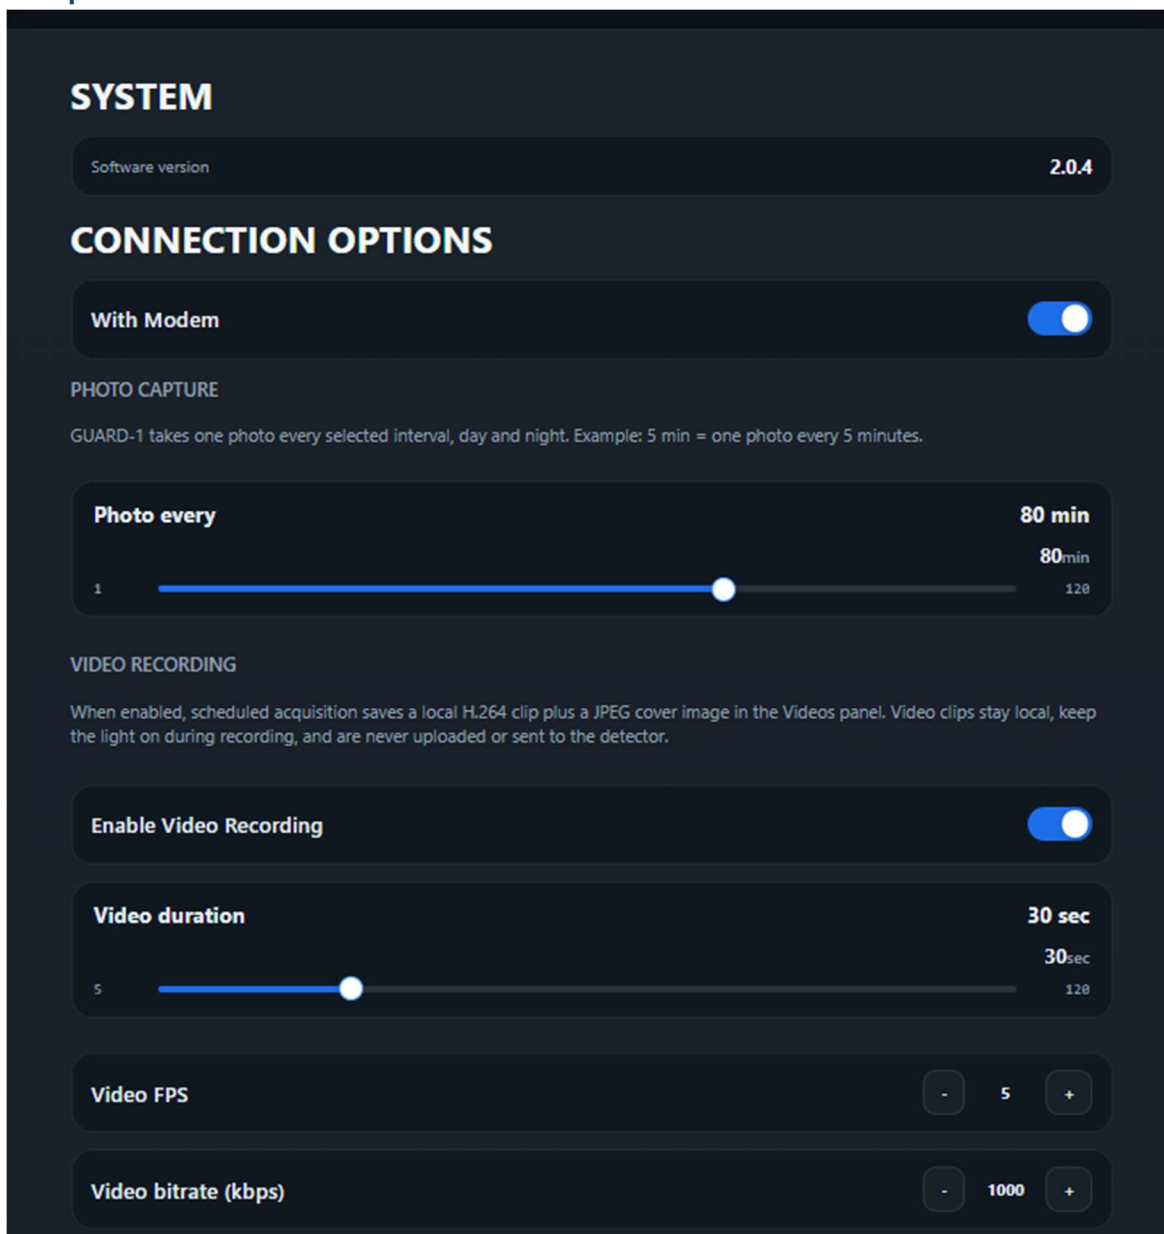 SYSTEM
Software version 2.0.4
CONNECTION OPTIONS
With Modem
PHOTO CAPTURE
GUARD-1 takes one photo every selected interval, day and night. Example: 5 min = one photo every 5 minutes.
Photo every 80 min
80min
1 120
VIDEO RECORDING
When enabled, scheduled acquisition saves a local H.264 clip plus a JPEG cover image in the Videos panel. Video clips stay local, keep
the light on during recording, and are never uploaded or sent to the detector.
Enable Video Recording
Video duration 30 sec
30sec
5 120
Video FPS - 5 +
Video bitrate (kbps) - 1000 +